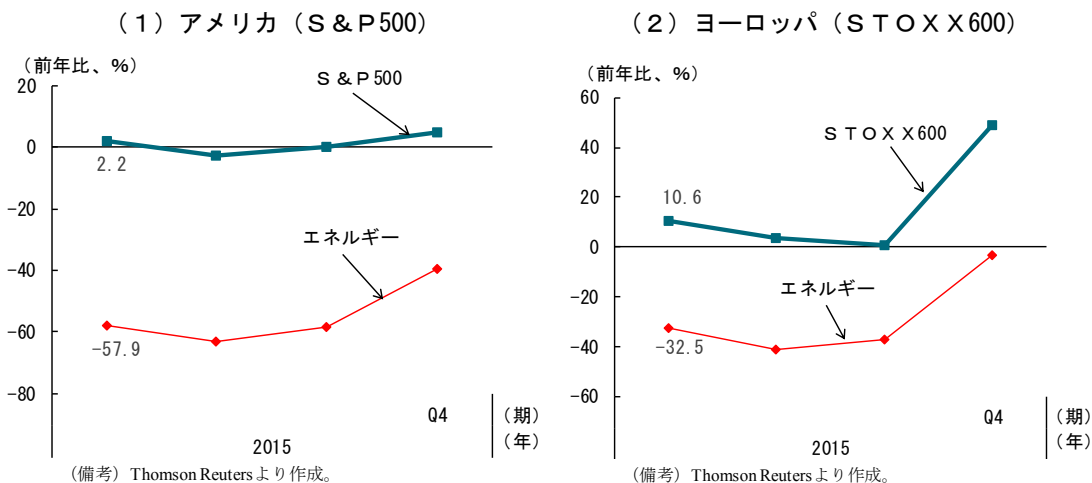 （１）アメリカ（Ｓ＆Ｐ500）
（前年比、％）
20
0
-20
-40
-60
-80
Ｓ＆Ｐ500
2.2
エネルギー
-57.9
Q4
（期）
2015
（年）
（備考）Thomson Reutersより作成。
（２）ヨーロッパ（ＳＴＯＸＸ600）
（前年比、％）
60
40
20
0
-20
-40
-60
ＳＴＯＸＸ600
10.6
エネルギー
-32.5
Q4
（期）
2015
（年）
（備考）Thomson Reutersより作成。